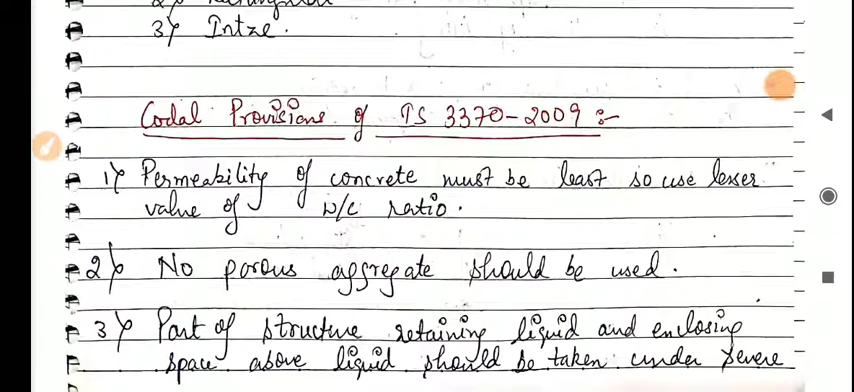 2) Rectangular
3) Intze.
Codal Provisions of IS 3370-2009 :-
1) Permeability of concrete must be least so use lesser
value of w/c ratio.
2) No porous aggregate should be used.
3) Part of structure retaining liquid and enclosing
space above liquid should be taken under severe